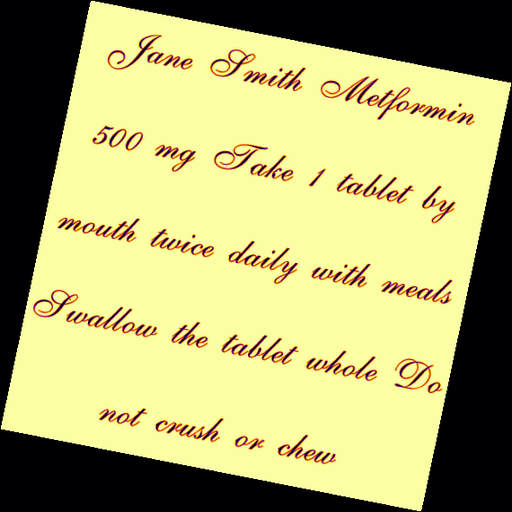 Jane Smith Metformin
500 mg Take 1 tablet by
mouth twice daily with meals
Swallow the tablet whole Do
not crush or chew